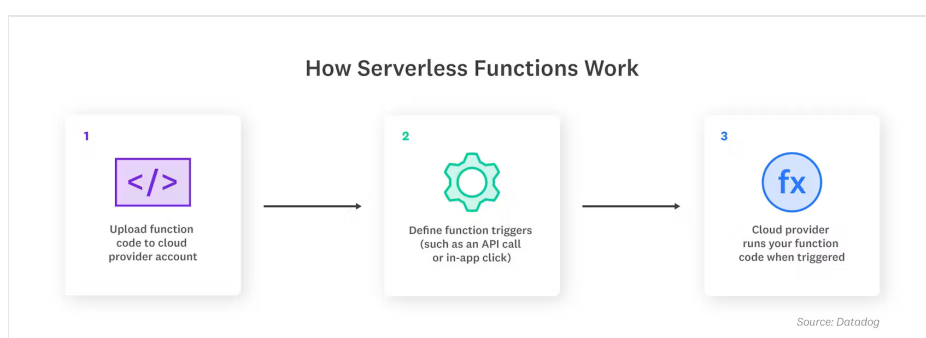 How Serverless Functions Work
1
</>
Upload function
code to cloud
provider account
2
Define function triggers
(such as an API call
or in-app click)
3
fx
Cloud provider
runs your function
code when triggered
Source: Datadog